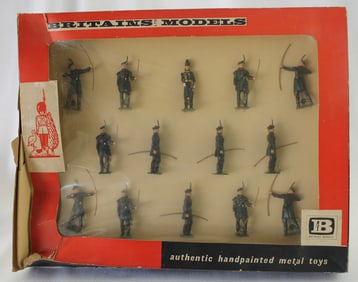 BRITAINS MODELS
B
authentic handpainted metal toys